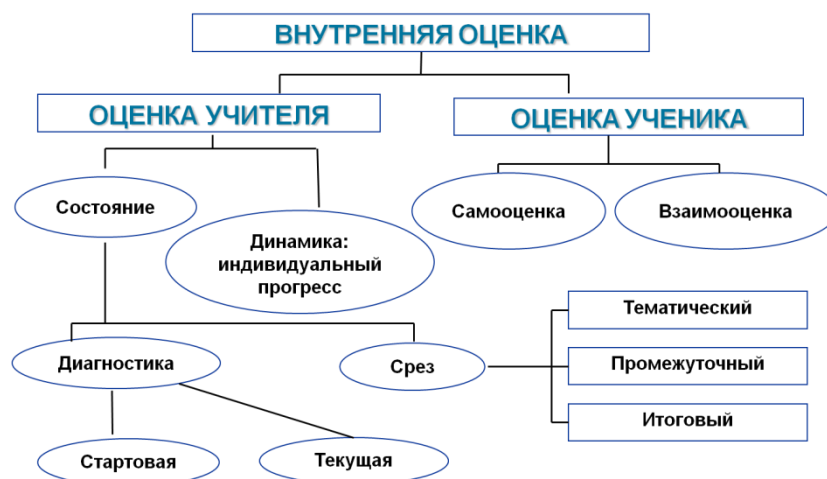 ВНУТРЕННЯЯ ОЦЕНКА
ОЦЕНКА УЧИТЕЛЯ
ОЦЕНКА УЧЕНИКА
Состояние
Динамика:
индивидуальный
прогресс
Самооценка
Взаимооценка
Диагностика
Срез
Тематический
Промежуточный
Итоговый
Стартовая
Текущая